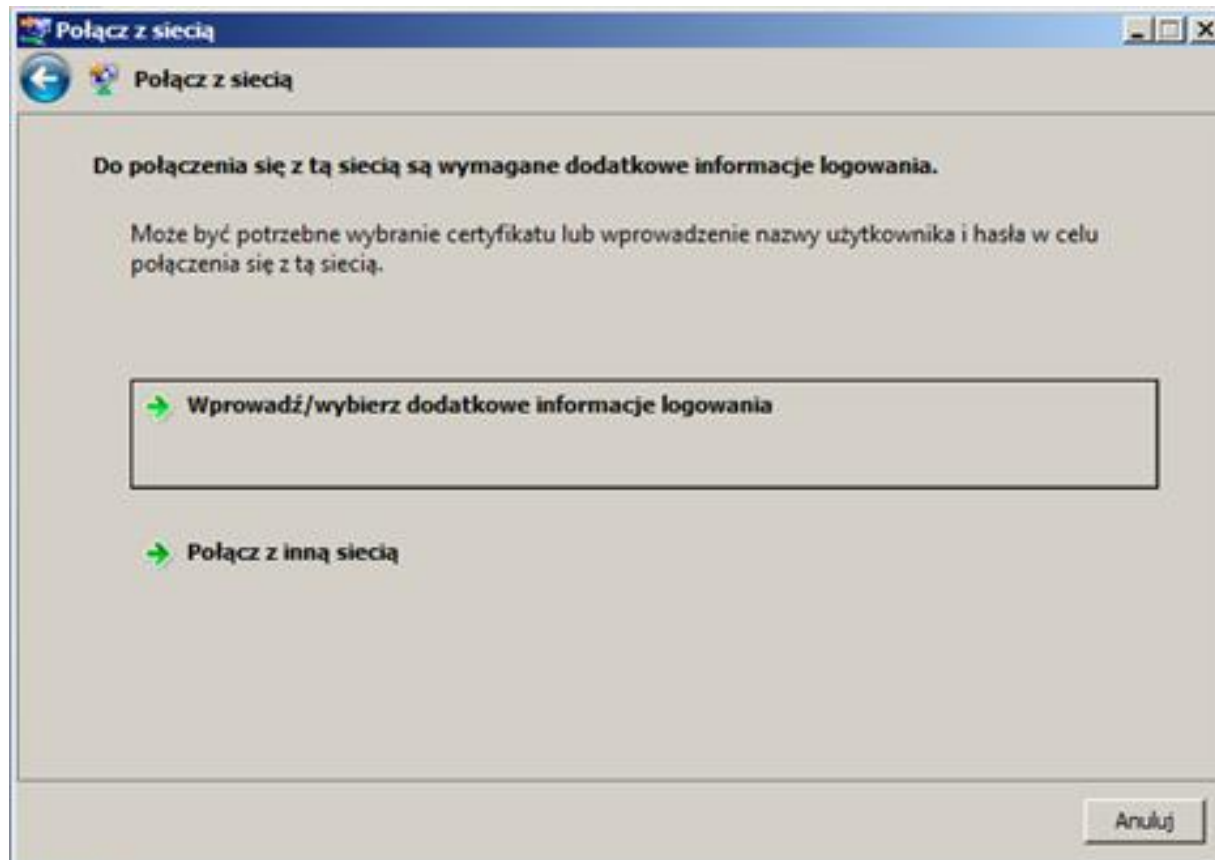 Połącz z siecią
Połącz z siecią
Do połączenia się z tą siecią są wymagane dodatkowe informacje logowania.
Może być potrzebne wybranie certyfikatu lub wprowadzenie nazwy użytkownika i hasła w celu
połączenia się z tą siecią.
Wprowadź/wybierz dodatkowe informacje logowania
Połącz z inną siecią
Anuluj